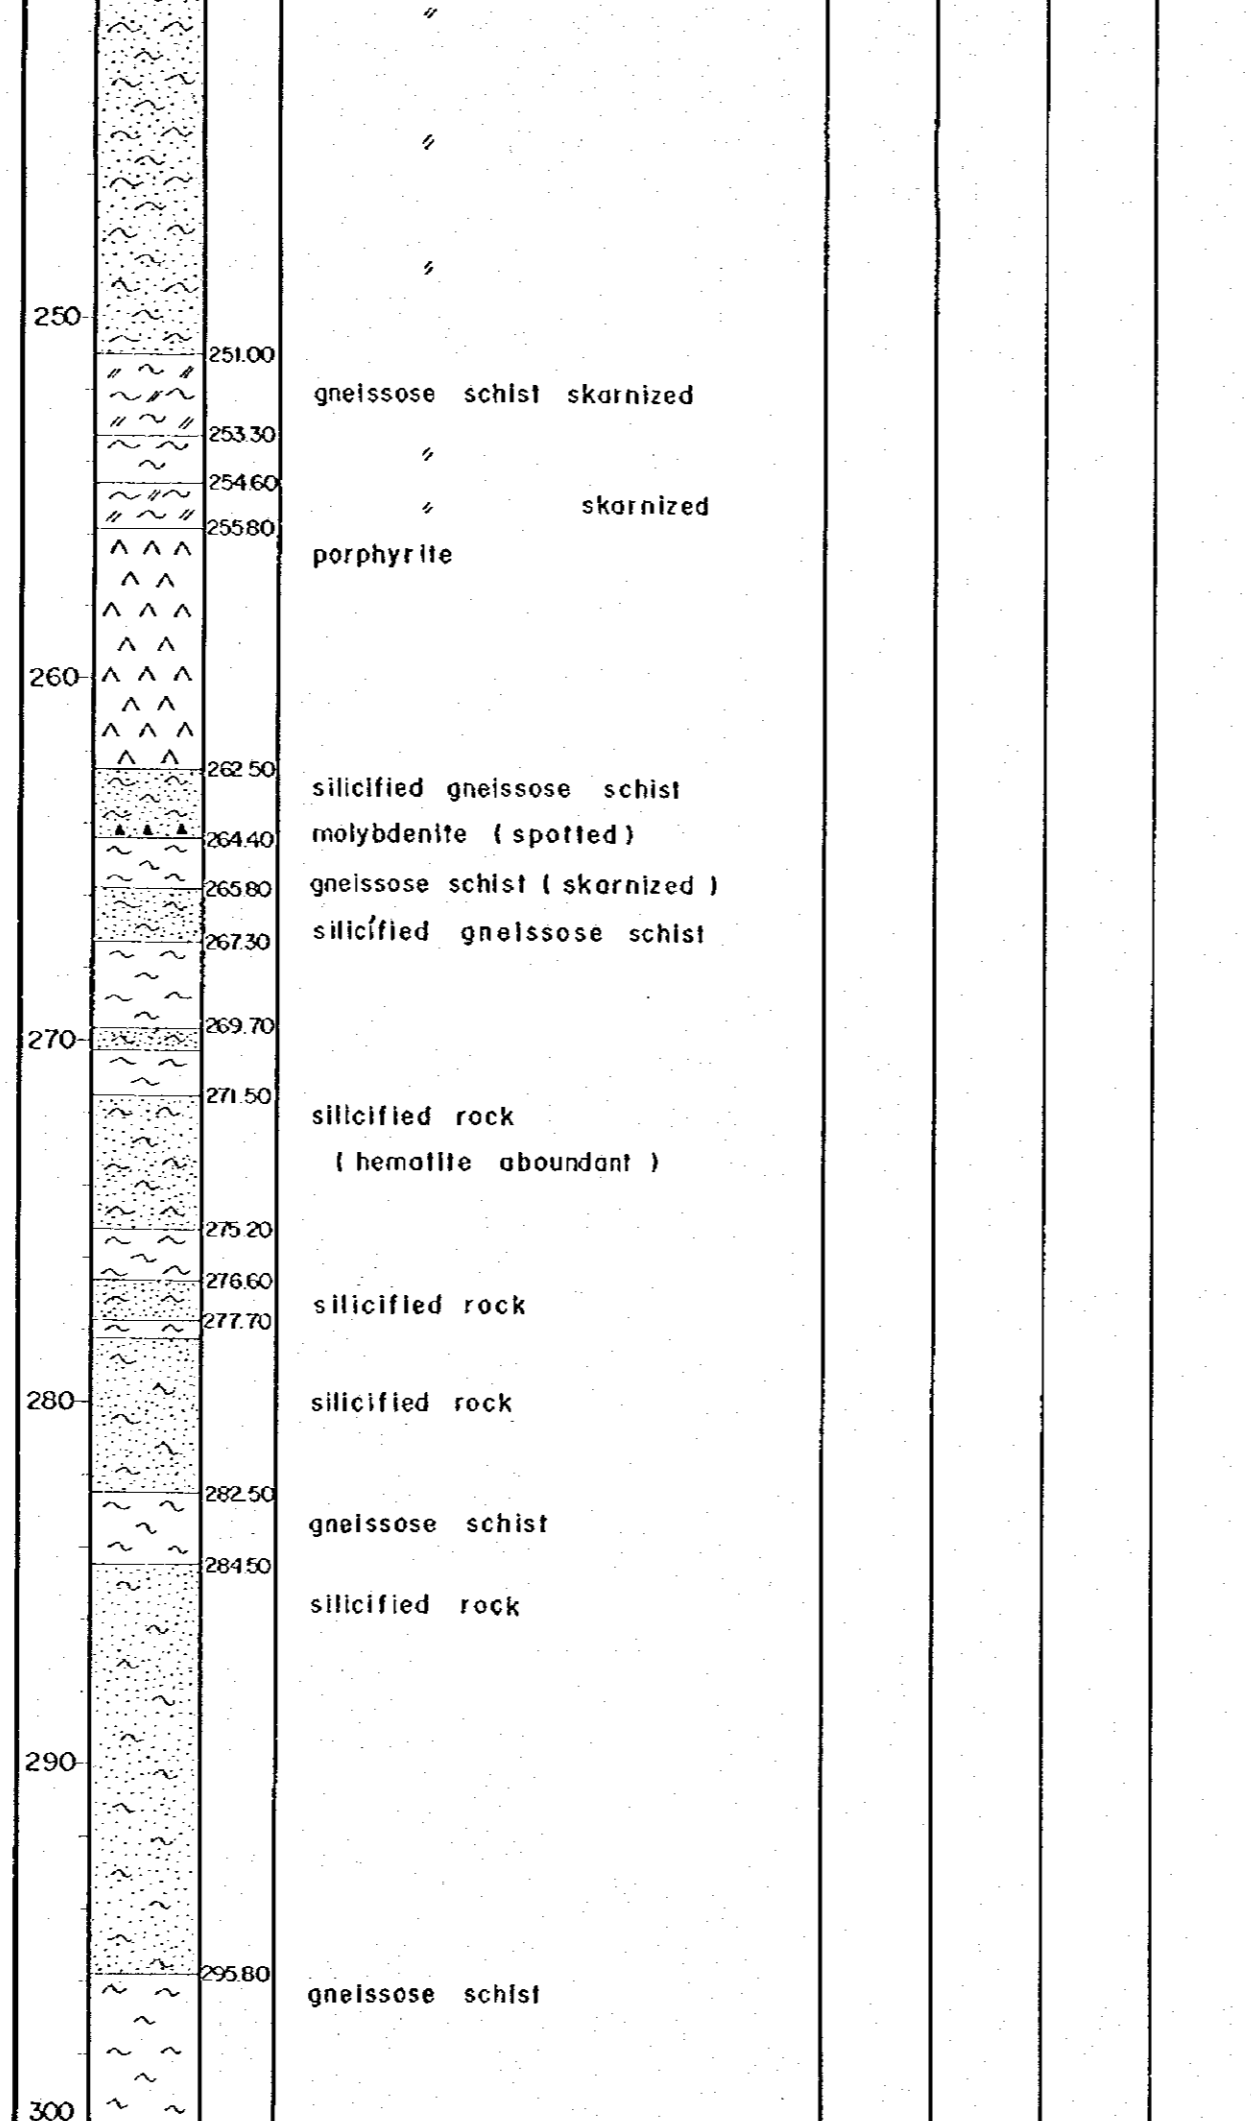 〃
〃
〃
250
251.00
gneissose schist skarnized
253.30
〃
254.60
〃 skarnized
255.80
porphyrite
260
262.50
silicified gneissose schist
molybdenite (spotted)
264.40
gneissose schist (skarnized)
265.80
silicified gneissose schist
267.30
269.70
270
271.50
silicified rock
(hematite aboundant)
275.20
276.60
silicified rock
277.70
280
silicified rock
282.50
gneissose schist
284.50
silicified rock
290
295.80
gneissose schist
300